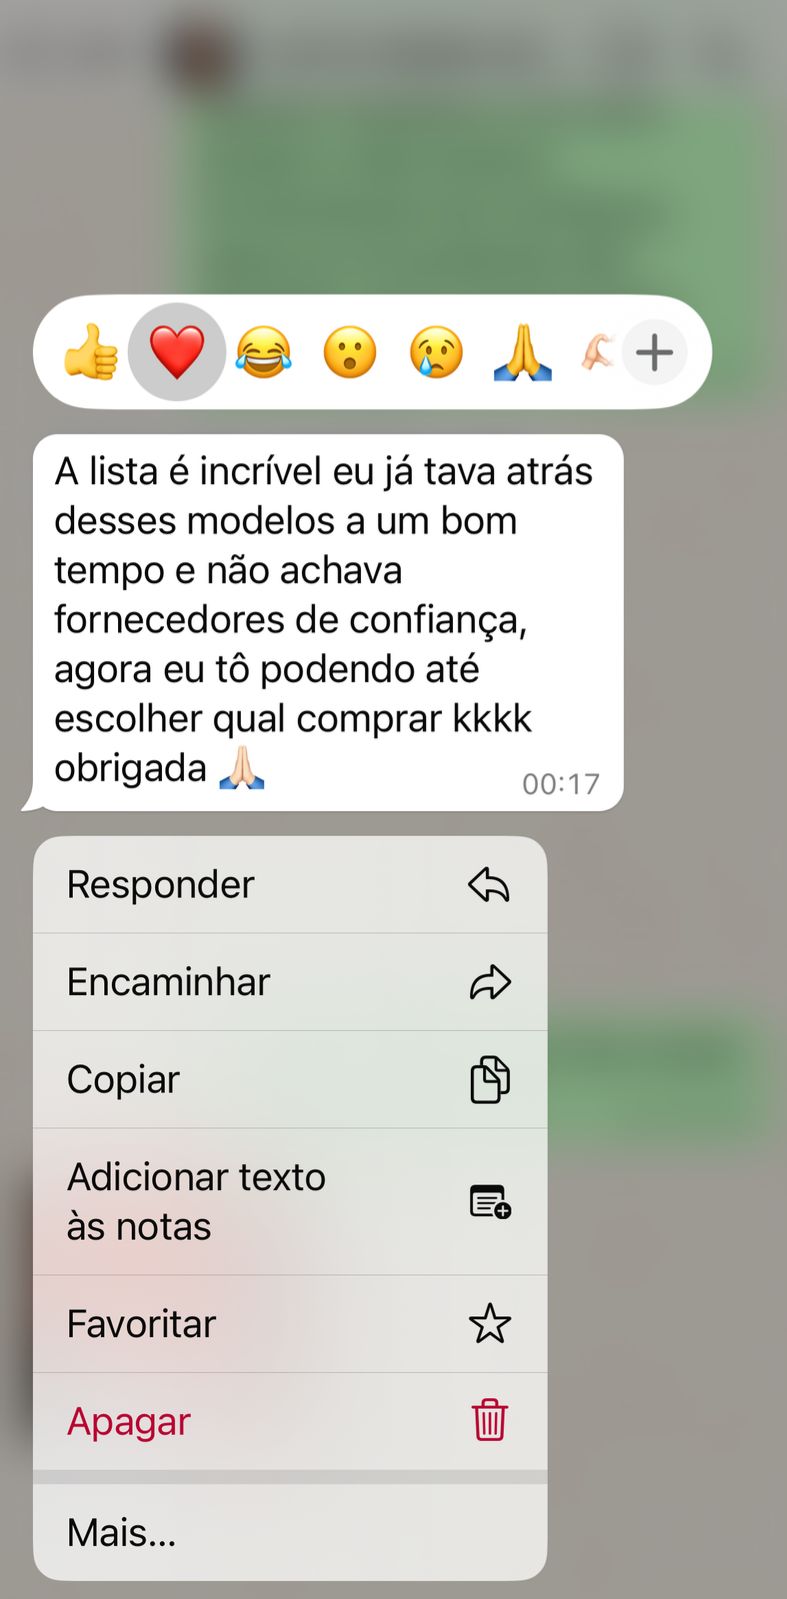 A lista é incrível eu já tava atrás
desses modelos a um bom
tempo e não achava
fornecedores de confiança,
agora eu tô podendo até
escolher qual comprar kkkk
obrigada 🙏🏻
00:17
Responder
Encaminhar
Copiar
Adicionar texto
às notas
Favoritar
Apagar
Mais...